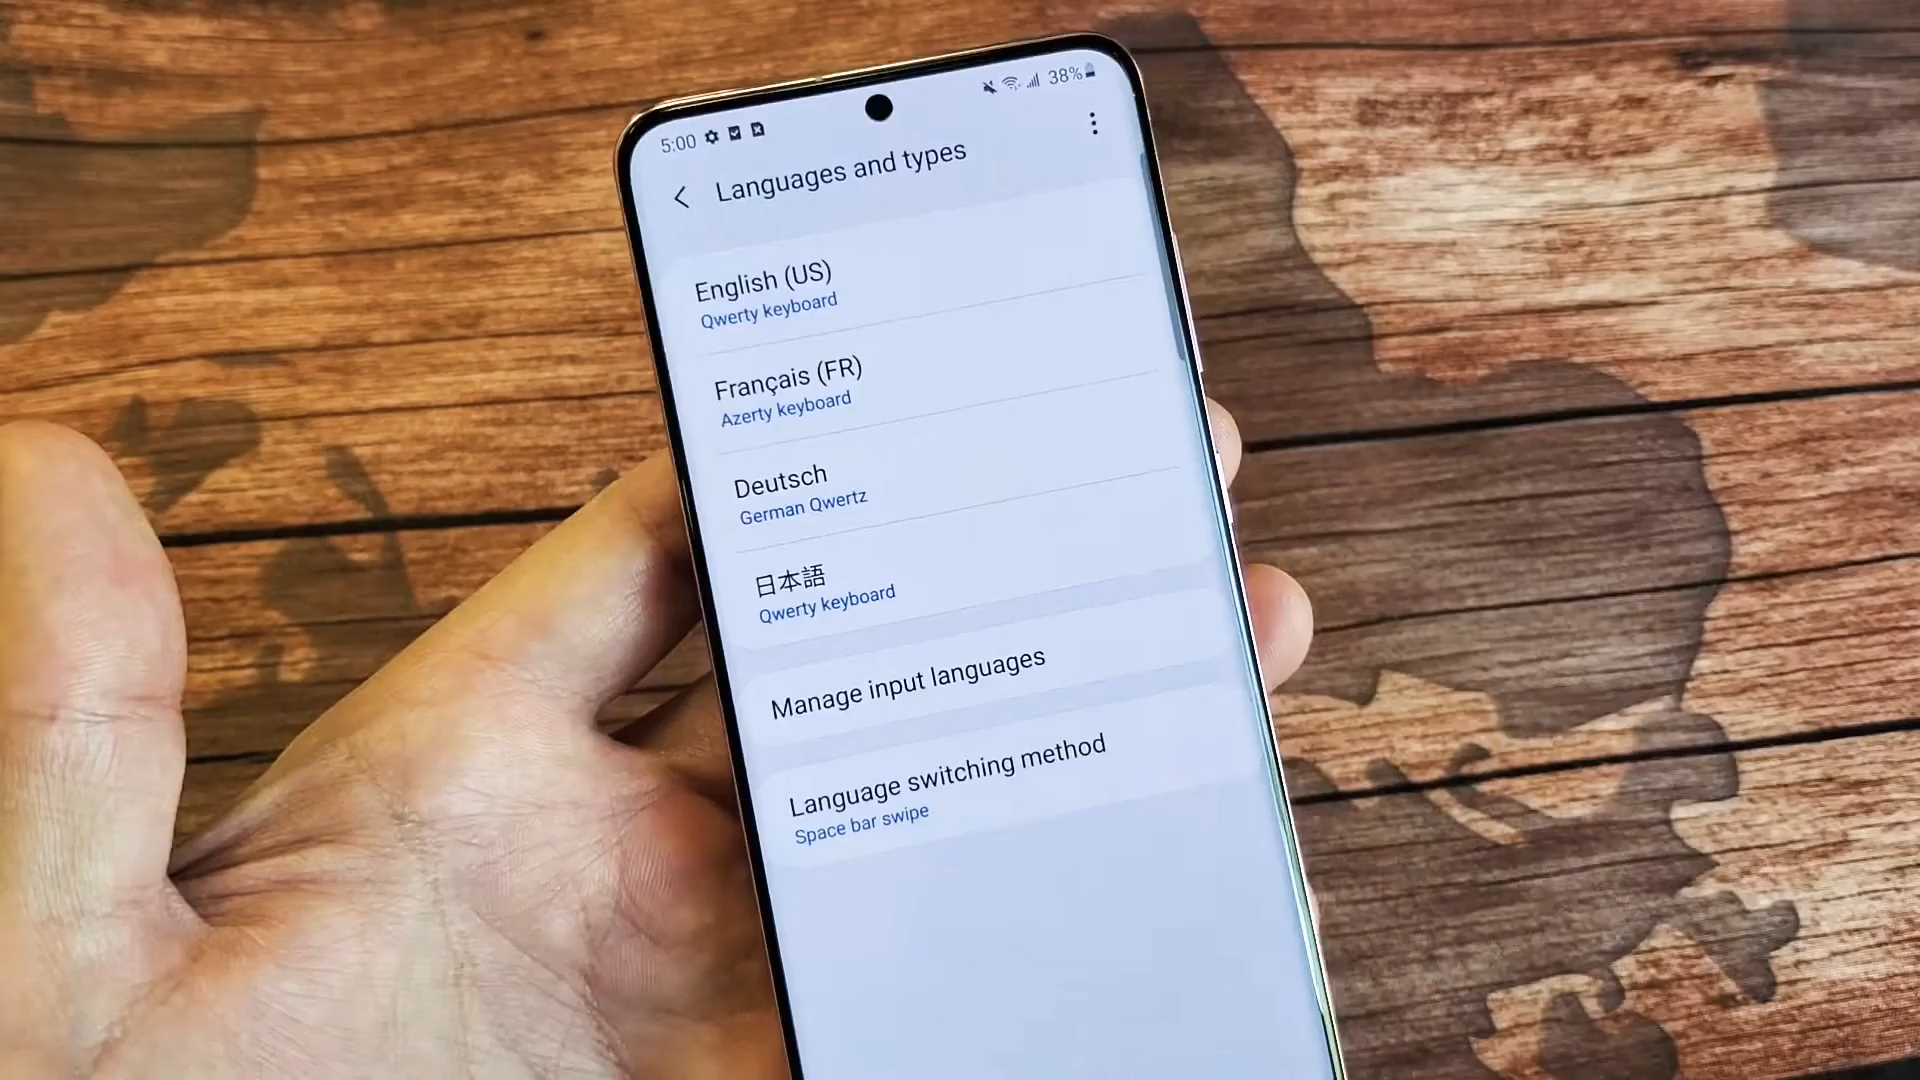 5:00 38%
Languages and types
English (US)
Qwerty keyboard
Français (FR)
Azerty keyboard
Deutsch
German Qwertz
日本語
Qwerty keyboard
Manage input languages
Language switching method
Space bar swipe